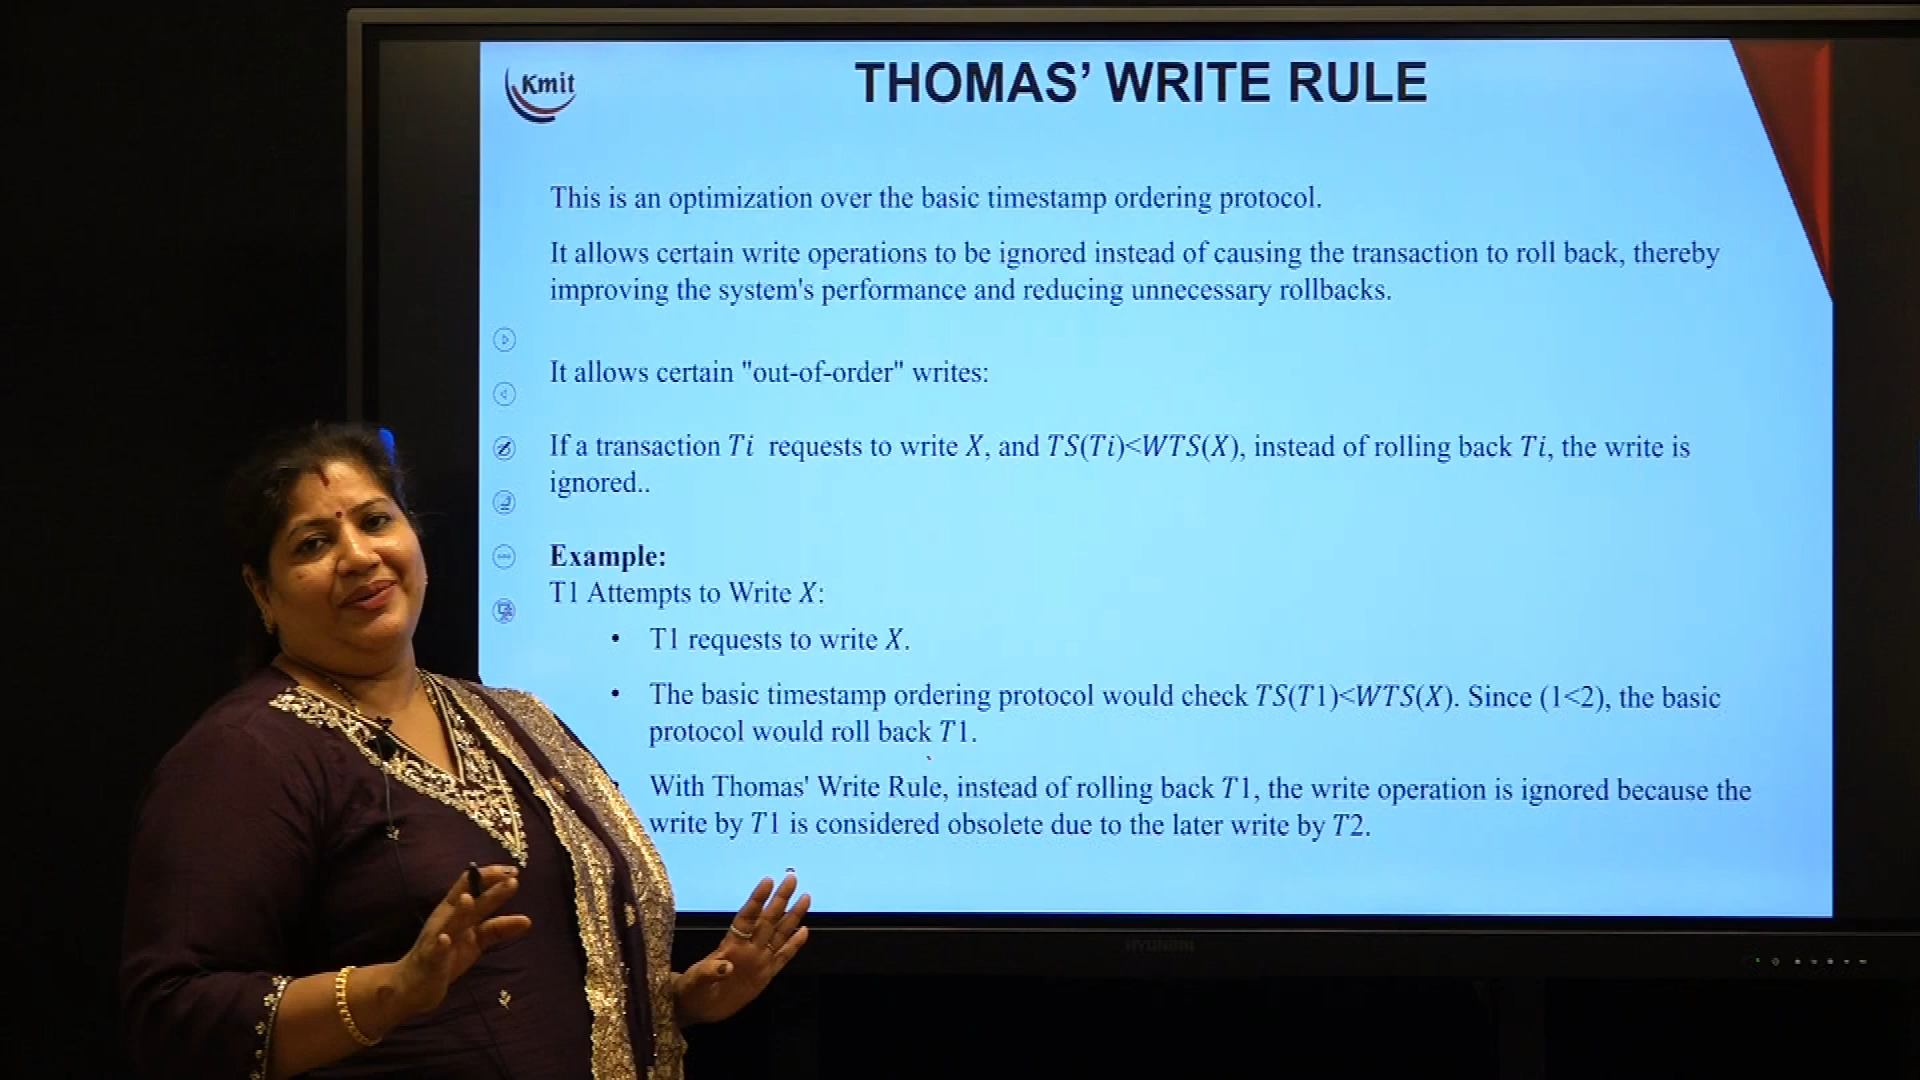 Kmit
THOMAS’ WRITE RULE
This is an optimization over the basic timestamp ordering protocol.
It allows certain write operations to be ignored instead of causing the transaction to roll back, thereby
improving the system's performance and reducing unnecessary rollbacks.
It allows certain "out-of-order" writes:
If a transaction Ti requests to write X, and TS(Ti)<WTS(X), instead of rolling back Ti, the write is
ignored..
Example:
T1 Attempts to Write X:
• T1 requests to write X.
• The basic timestamp ordering protocol would check TS(T1)<WTS(X). Since (1<2), the basic
protocol would roll back T1.
With Thomas' Write Rule, instead of rolling back T1, the write operation is ignored because the
write by T1 is considered obsolete due to the later write by T2.
HYUNDAI